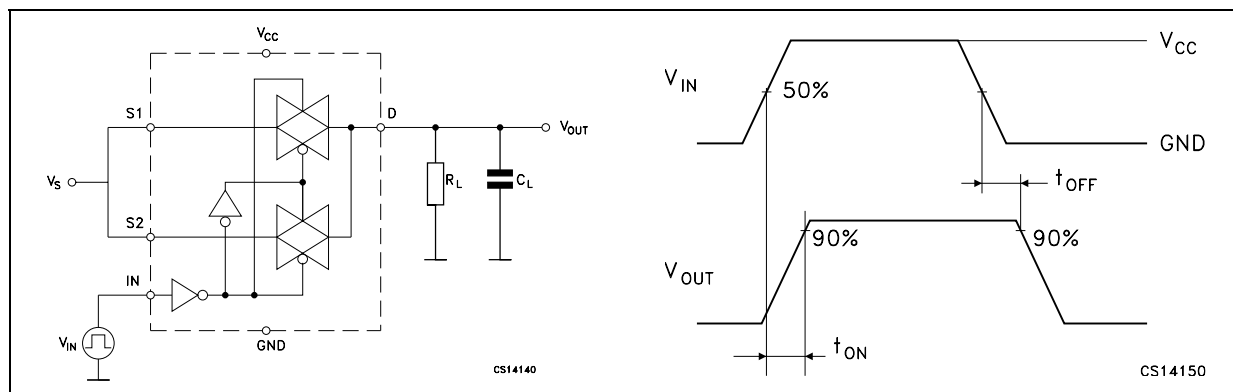 VCC
S1
D
VOUT
VS
RL
CL
S2
IN
VIN
GND
CS14140
VCC
VIN
50%
GND
tOFF
90%
90%
VOUT
tON
CS14150